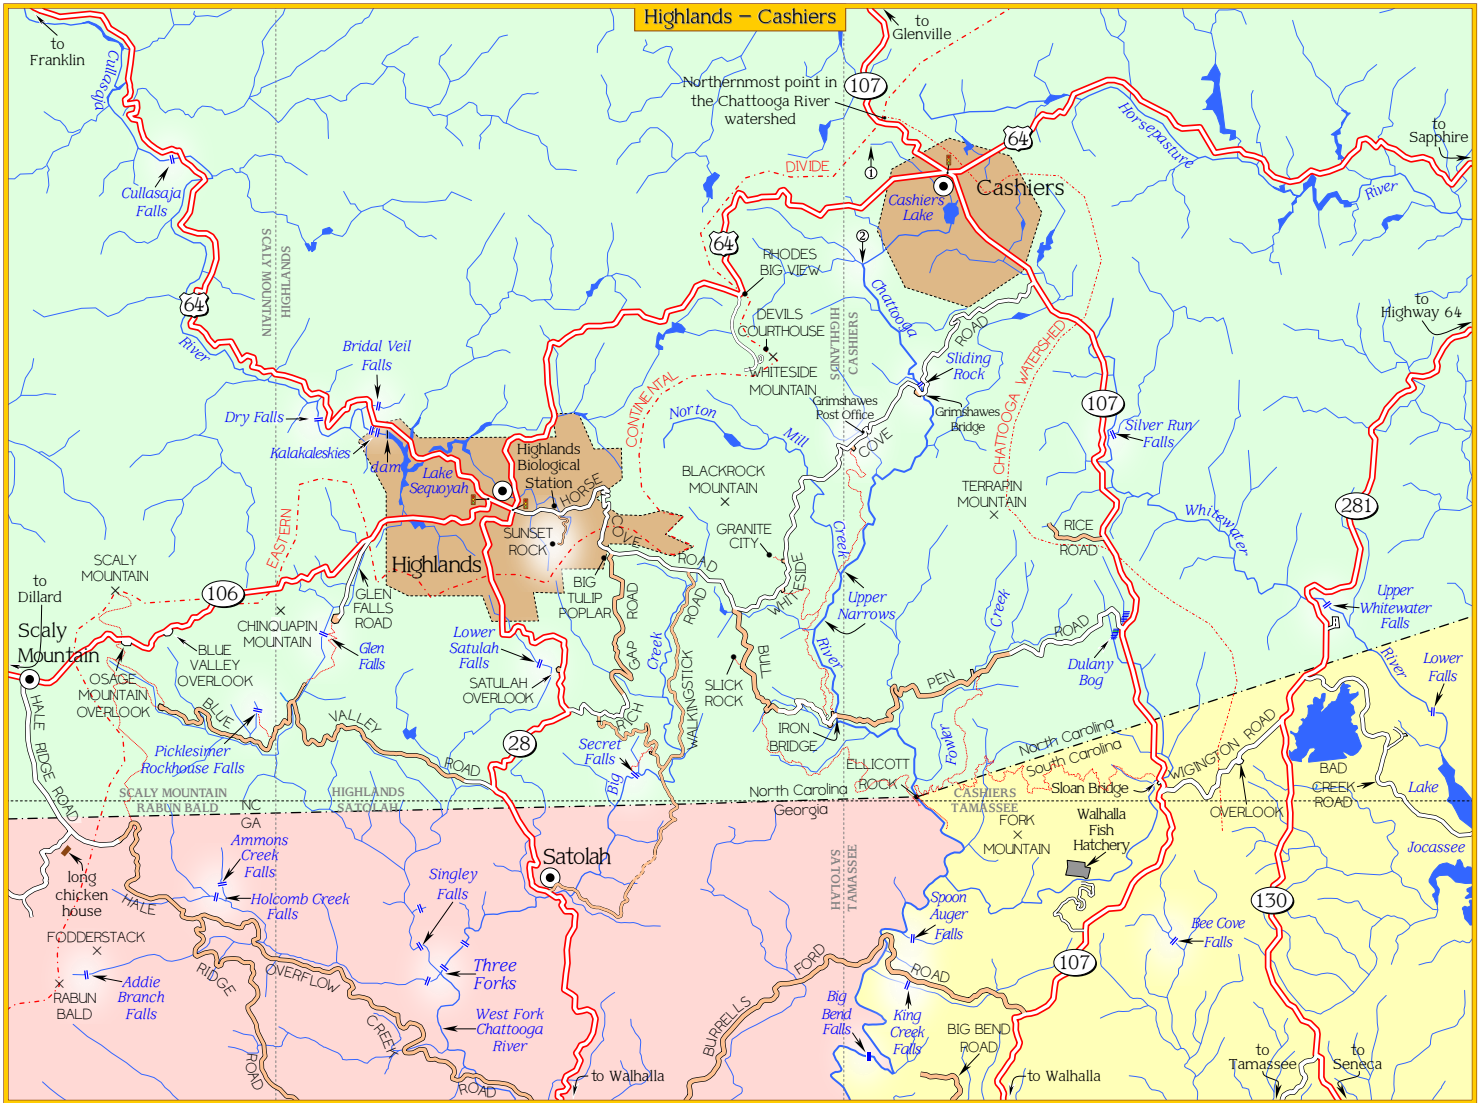 Highlands – Cashiers
to
Franklin
Cullasaja
to
Glenville
107
Northernmost point in
the Chattooga River
watershed
64
Horsepasture
to
Sapphire
River
DIVIDE
1
Cashiers
Cashiers
Lake
Cullasaja
Falls
SCALY MOUNTAIN
HIGHLANDS
64
2
64
RHODES
BIG VIEW
Chattooga
DEVILS
COURTHOUSE
HIGHLANDS
CASHIERS
ROAD
to
Highway 64
River
Bridal Veil
Falls
WHITESIDE
MOUNTAIN
Sliding
Rock
CHATTOOGA WATERSHED
CONTINENTAL
Grimshawes
Post Office
Grimshawes
Bridge
107
Dry Falls
Norton
Mill
COVE
Silver Run
Falls
Kalakaleskies
dam
Lake
Sequoyah
Highlands
Biological
Station
HORSE
BLACKROCK
MOUNTAIN
TERRAPIN
MOUNTAIN
281
Whitewater
EASTERN
SUNSET
ROCK
COVE
ROAD
GRANITE
CITY
Creek
RICE
ROAD
Highlands
SCALY
MOUNTAIN
to
Dillard
106
GLEN
FALLS
ROAD
BIG
TULIP
POPLAR
ROAD
ROAD
WHITESIDE
Upper
Narrows
Creek
Upper
Whitewater
Falls
Scaly
Mountain
CHINQUAPIN
MOUNTAIN
Glen
Falls
Lower
Satulah
Falls
GAP
Creek
BULL
River
ROAD
Dulany
Bog
River
Lower
Falls
BLUE
VALLEY
OVERLOOK
OSAGE
MOUNTAIN
OVERLOOK
SATULAH
OVERLOOK
SLICK
ROCK
PEN
HALE RIDGE ROAD
BLUE
VALLEY
ROAD
RICH
WALKINGSTICK
IRON
BRIDGE
28
Secret
Falls
Big
Fowler
North Carolina
South Carolina
WIGINGTON ROAD
Picklesimer
Rockhouse Falls
ELLICOTT
ROCK
BAD
CREEK
ROAD
Lake
SCALY MOUNTAIN
RABUN BALD
HIGHLANDS
SATOLAH
North Carolina
Georgia
CASHIERS
TAMASSEE
Sloan Bridge
OVERLOOK
NC
GA
FORK
MOUNTAIN
Walhalla
Fish
Hatchery
Jocassee
Ammons
Creek
Falls
Satolah
SATOLAH
TAMASSEE
long
chicken
house
HALE
Holcomb Creek
Falls
Singley
Falls
Spoon
Auger
Falls
130
Bee Cove
Falls
FODDERSTACK
RIDGE
OVERFLOW
Three
Forks
FORD
ROAD
107
Addie
Branch
Falls
RABUN
BALD
West Fork
Chattooga
River
CREEK
BURRELLS
Big
Bend
Falls
King
Creek
Falls
BIG BEND
ROAD
ROAD
ROAD
to Walhalla
to Walhalla
to
Tamassee
to
Seneca